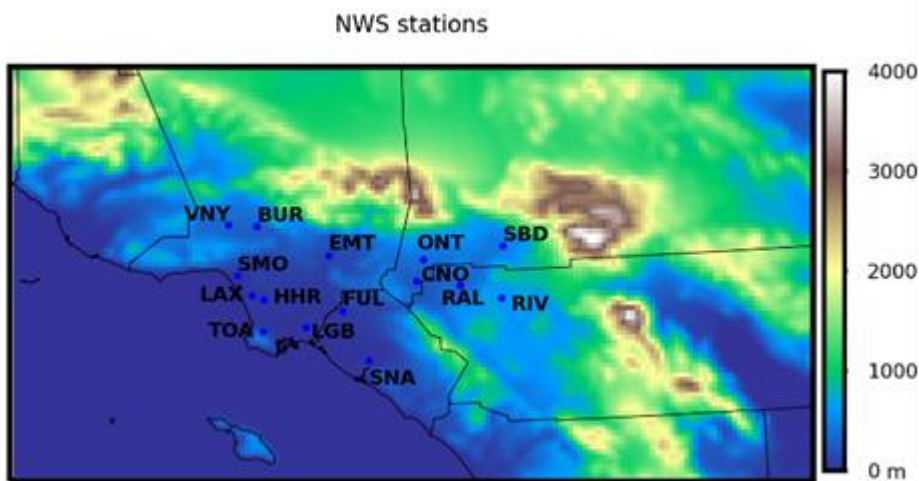 NWS stations
4000
3000
2000
1000
0 m
VNY
BUR
EMT
ONT
SBD
SMO
CNO
LAX
HHR
FUL
RAL
RIV
TOA
LGB
SNA